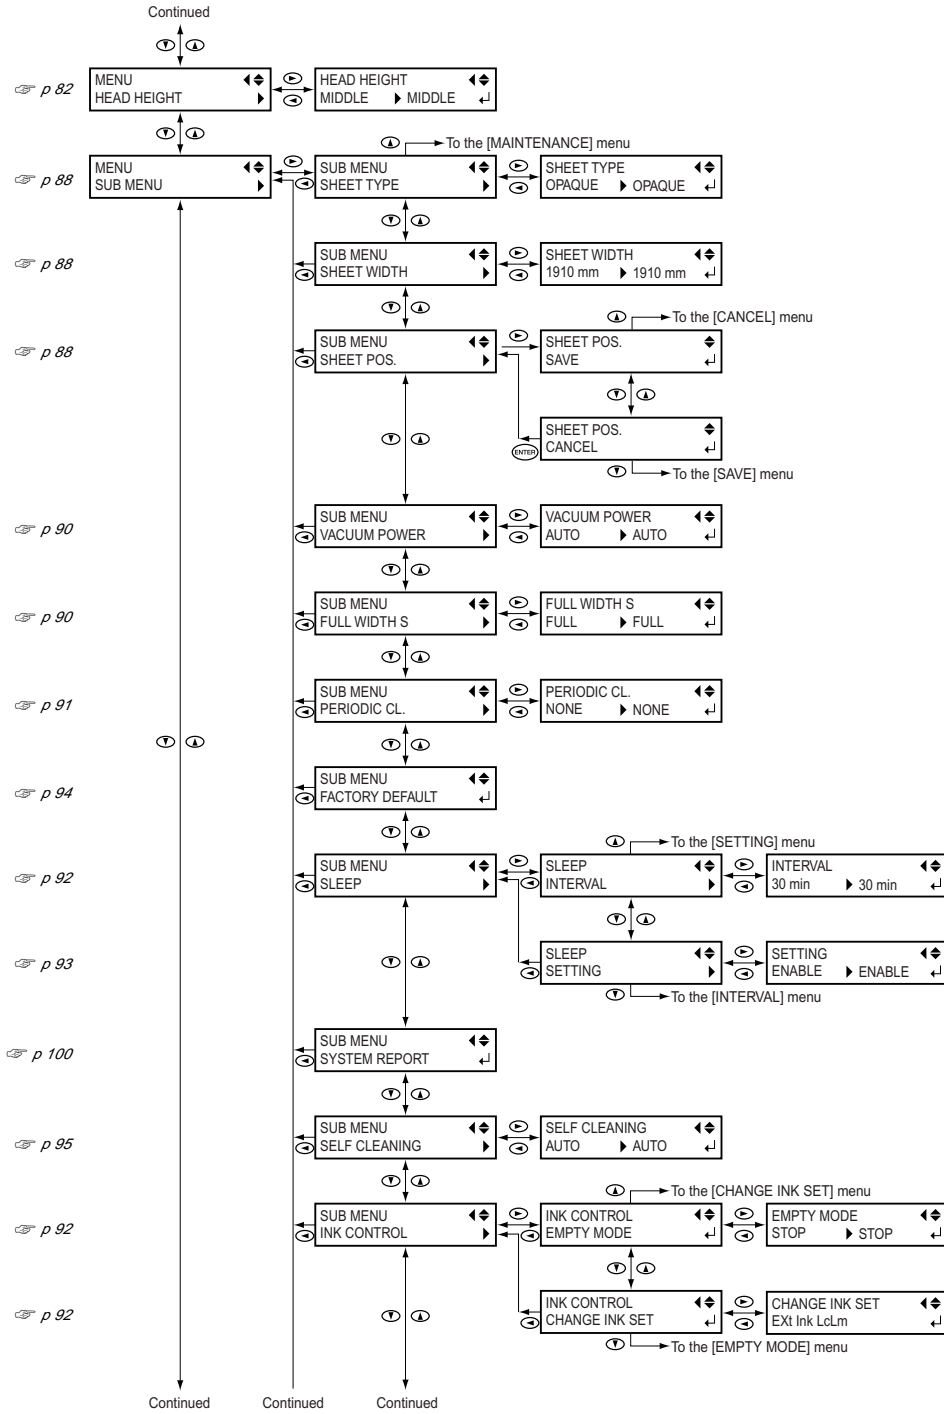 Continued
p 82
MENU
HEAD HEIGHT
HEAD HEIGHT
MIDDLE MIDDLE
To the [MAINTENANCE] menu
p 88
MENU
SUB MENU
SUB MENU
SHEET TYPE
SHEET TYPE
OPAQUE OPAQUE
p 88
SUB MENU
SHEET WIDTH
SHEET WIDTH
1910 mm 1910 mm
To the [CANCEL] menu
p 88
SUB MENU
SHEET POS.
SHEET POS.
SAVE
SHEET POS.
CANCEL
ENTER
To the [SAVE] menu
p 90
SUB MENU
VACUUM POWER
VACUUM POWER
AUTO AUTO
p 90
SUB MENU
FULL WIDTH S
FULL WIDTH S
FULL FULL
p 91
SUB MENU
PERIODIC CL.
PERIODIC CL.
NONE NONE
p 94
SUB MENU
FACTORY DEFAULT
To the [SETTING] menu
p 92
SUB MENU
SLEEP
SLEEP
INTERVAL
INTERVAL
30 min 30 min
p 93
SLEEP
SETTING
SETTING
ENABLE ENABLE
To the [INTERVAL] menu
p 100
SUB MENU
SYSTEM REPORT
p 95
SUB MENU
SELF CLEANING
SELF CLEANING
AUTO AUTO
To the [CHANGE INK SET] menu
p 92
SUB MENU
INK CONTROL
INK CONTROL
EMPTY MODE
EMPTY MODE
STOP STOP
p 92
INK CONTROL
CHANGE INK SET
CHANGE INK SET
EXt Ink LcLm
To the [EMPTY MODE] menu
Continued
Continued
Continued